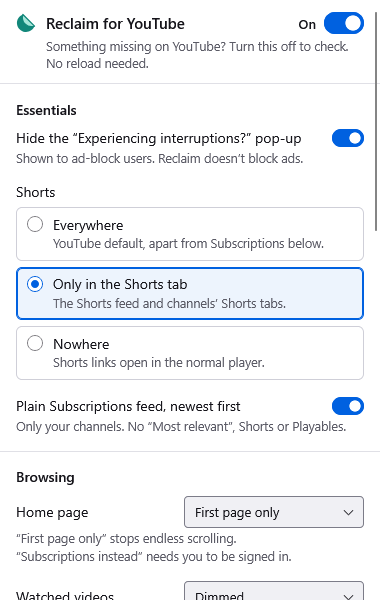 Reclaim for YouTube
On
Something missing on YouTube? Turn this off to check.
No reload needed.
Essentials
Hide the “Experiencing interruptions?” pop-up
Shown to ad-block users. Reclaim doesn’t block ads.
Shorts
Everywhere
YouTube default, apart from Subscriptions below.
Only in the Shorts tab
The Shorts feed and channels’ Shorts tabs.
Nowhere
Shorts links open in the normal player.
Plain Subscriptions feed, newest first
Only your channels. No “Most relevant”, Shorts or Playables.
Browsing
Home page
First page only
“First page only” stops endless scrolling.
“Subscriptions instead” needs you to be signed in.
Watched videos
Dimmed